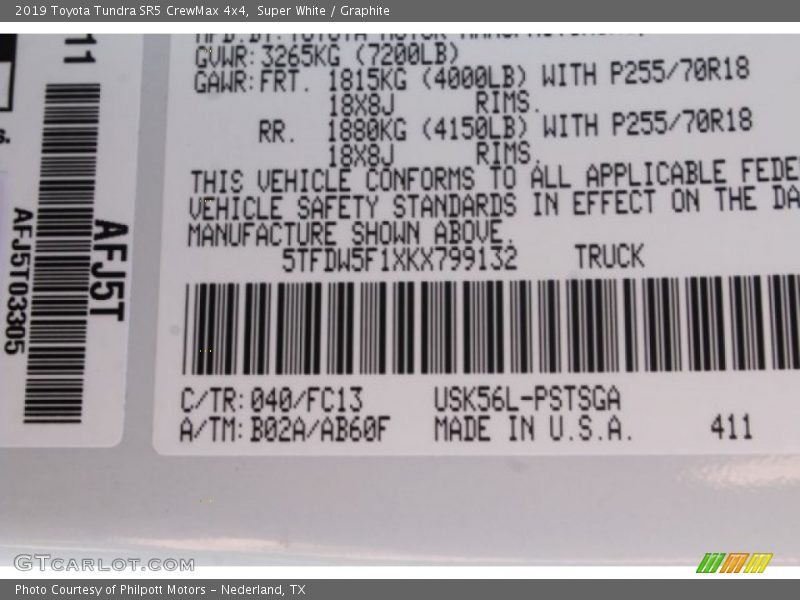 2019 Toyota Tundra SR5 CrewMax 4x4, Super White / Graphite
GVWR: 3265KG (7200LB)
GAWR: FRT. 1815KG (4000LB) WITH P255/70R18
18X8J RIMS.
RR. 1880KG (4150LB) WITH P255/70R18
18X8J RIMS.
THIS VEHICLE CONFORMS TO ALL APPLICABLE FEDE
VEHICLE SAFETY STANDARDS IN EFFECT ON THE DA
MANUFACTURE SHOWN ABOVE.
5TFDW5F1XKX799132 TRUCK
C/TR: 040/FC13 USK56L-PSTSGA
A/TM: B02A/AB60F MADE IN U.S.A. 411
11
s.
AFJ5T
AFJ5T03305
GTCARLOT.COM
Photo Courtesy of Philpott Motors - Nederland, TX